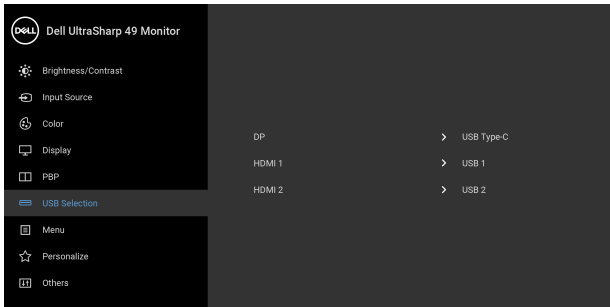 DELL Dell UltraSharp 49 Monitor
Brightness/Contrast
Input Source
Color
Display
PBP
USB Selection
Menu
Personalize
Others
DP > USB Type-C
HDMI 1 > USB 1
HDMI 2 > USB 2